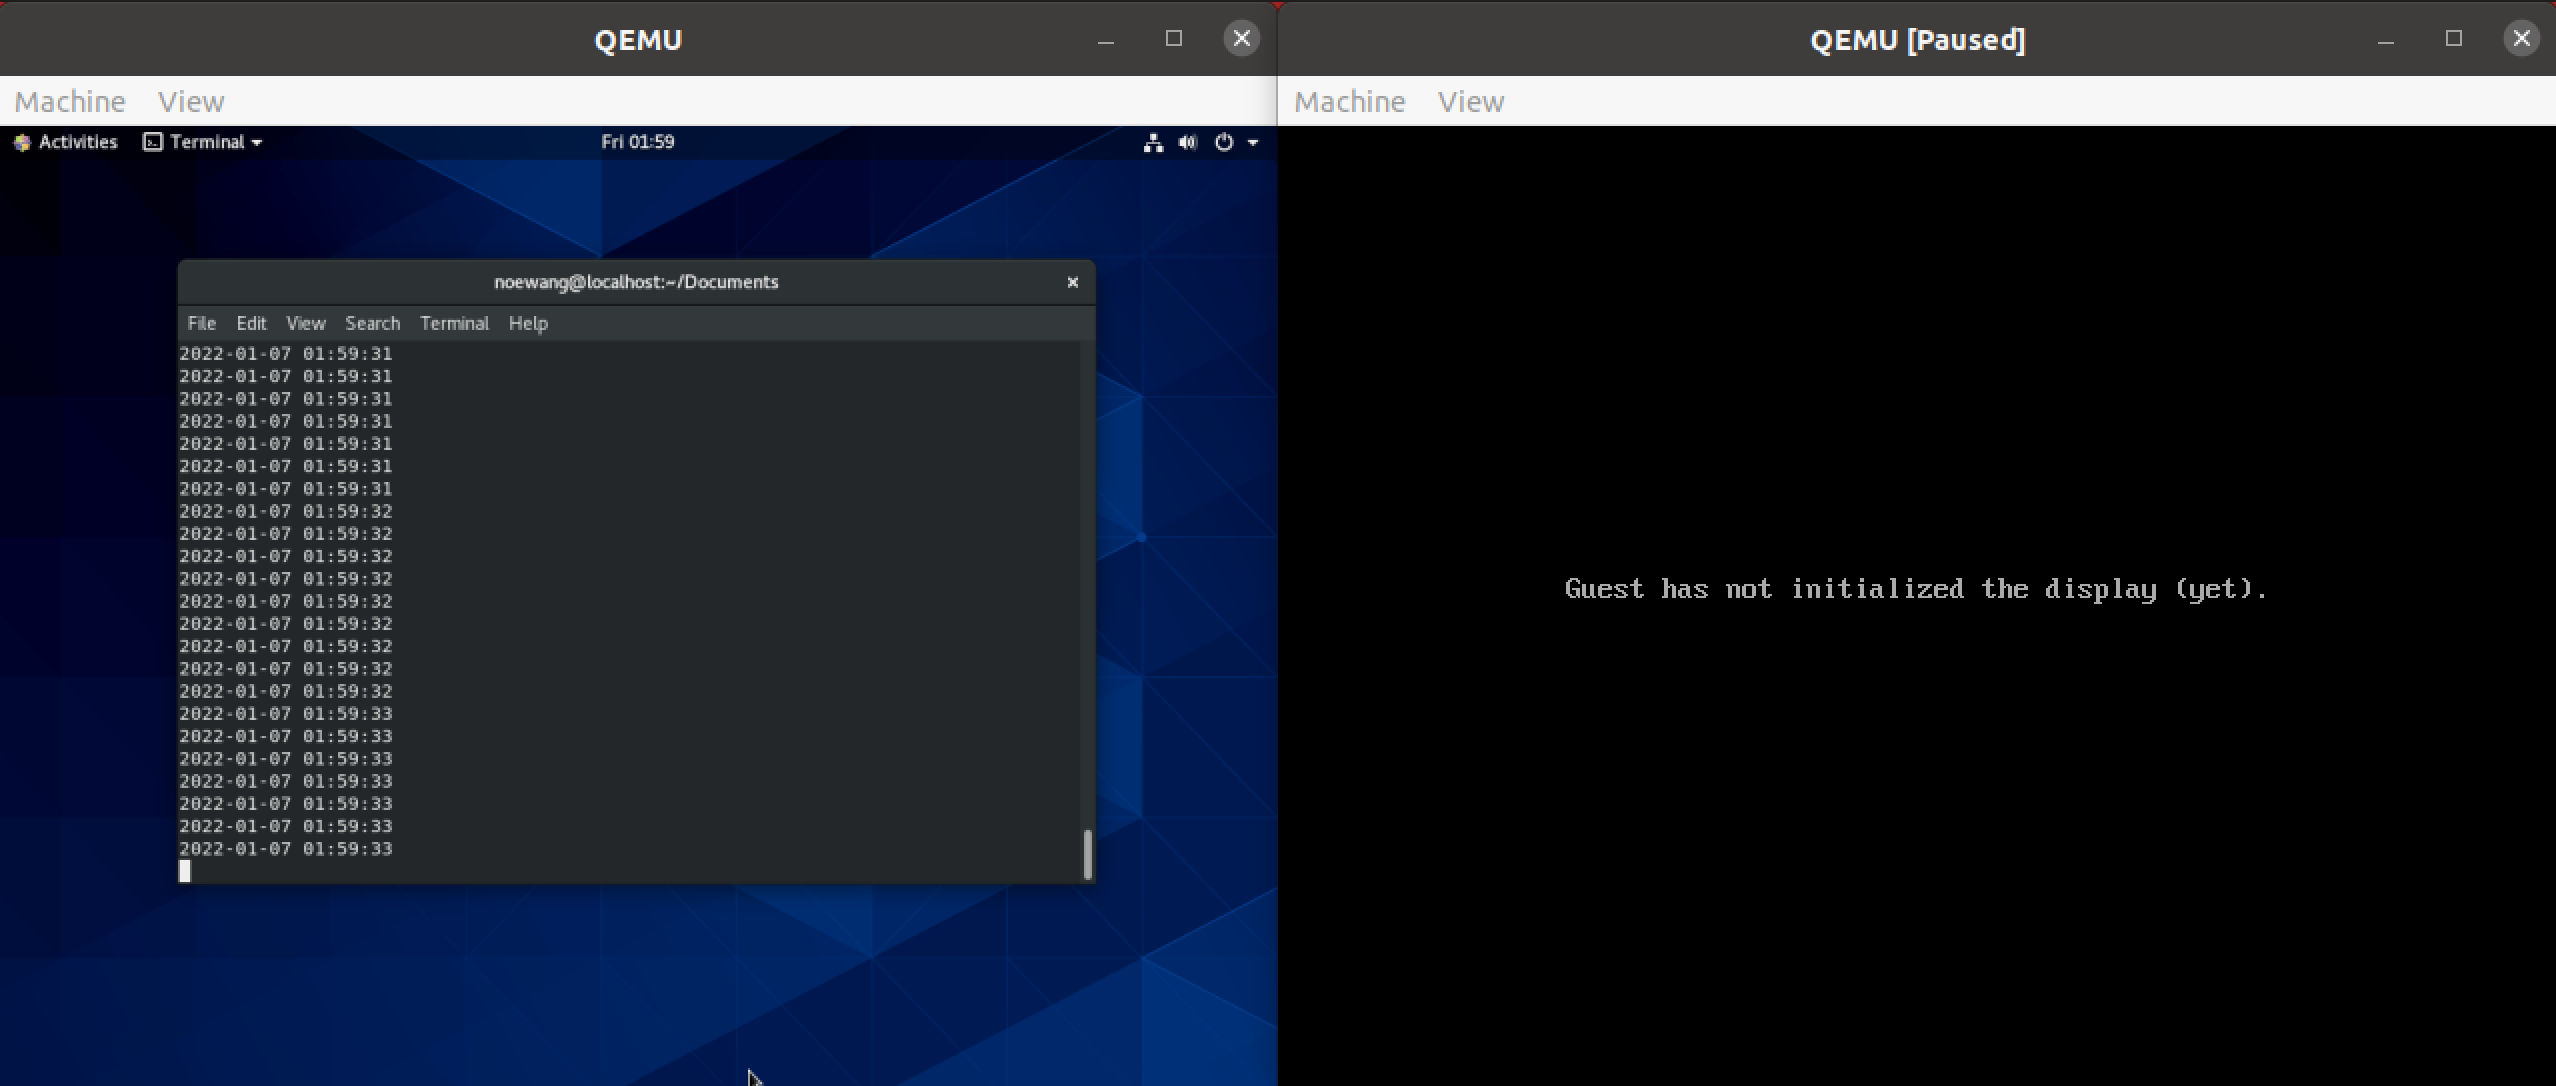 QEMU
Machine View
Activities Terminal Fri 01:59
noewang@localhost:~/Documents
File Edit View Search Terminal Help
2022-01-07 01:59:31
2022-01-07 01:59:31
2022-01-07 01:59:31
2022-01-07 01:59:31
2022-01-07 01:59:31
2022-01-07 01:59:31
2022-01-07 01:59:31
2022-01-07 01:59:32
2022-01-07 01:59:32
2022-01-07 01:59:32
2022-01-07 01:59:32
2022-01-07 01:59:32
2022-01-07 01:59:32
2022-01-07 01:59:32
2022-01-07 01:59:32
2022-01-07 01:59:32
2022-01-07 01:59:33
2022-01-07 01:59:33
2022-01-07 01:59:33
2022-01-07 01:59:33
2022-01-07 01:59:33
2022-01-07 01:59:33
2022-01-07 01:59:33
QEMU [Paused]
Machine View
Guest has not initialized the display (yet).